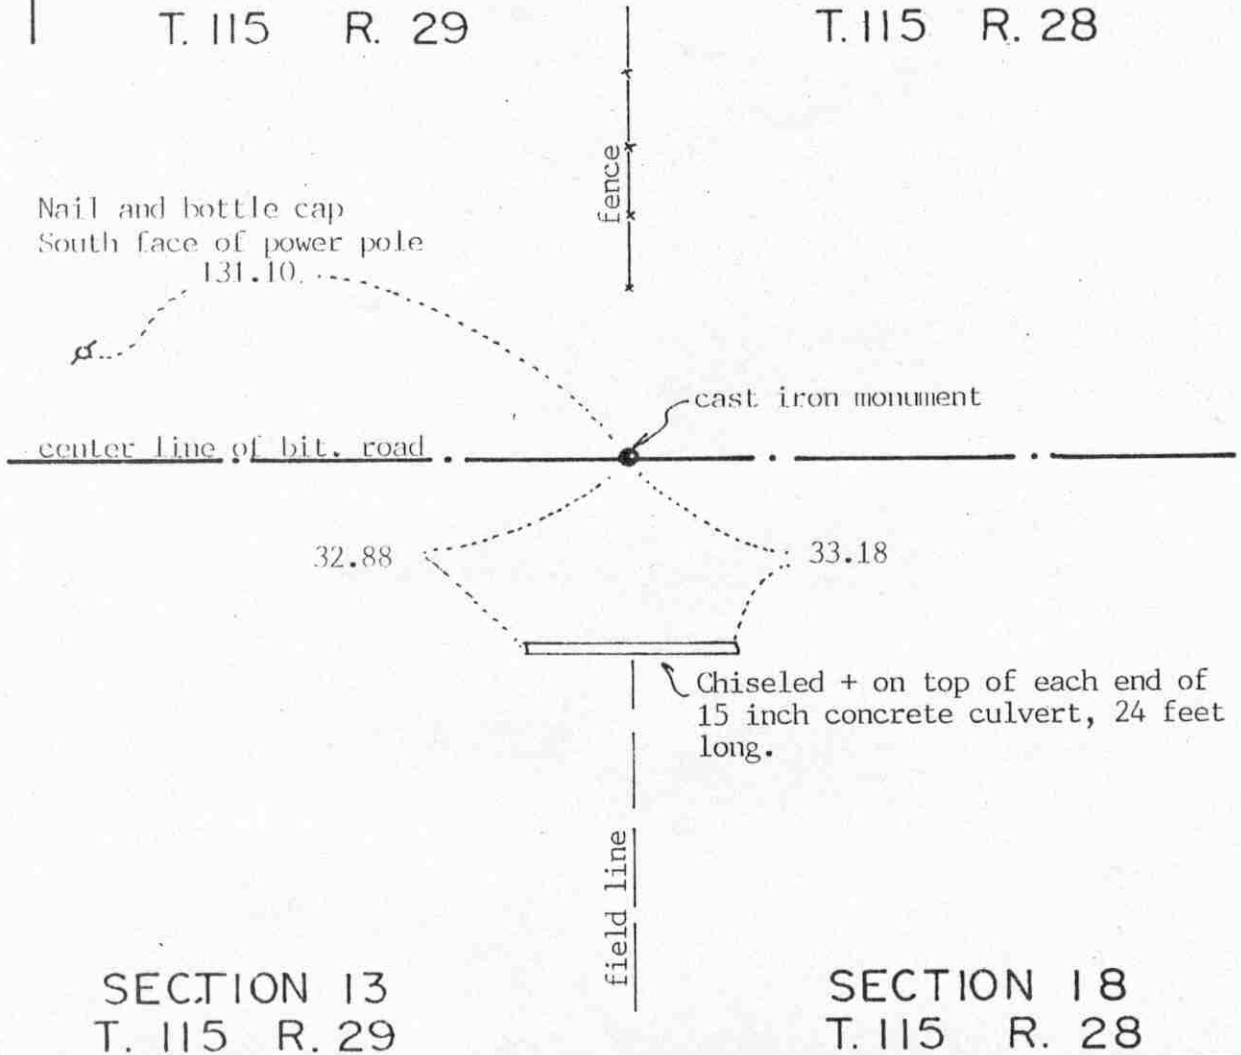 T. 115 R. 29
T. 115 R. 28
fence
Nail and bottle cap
South face of power pole
131.10
cast iron monument
center line of bit. road
32.88
33.18
Chiseled + on top of each end of
15 inch concrete culvert, 24 feet
long.
field line
SECTION 13
T. 115 R. 29
SECTION 18
T. 115 R. 28